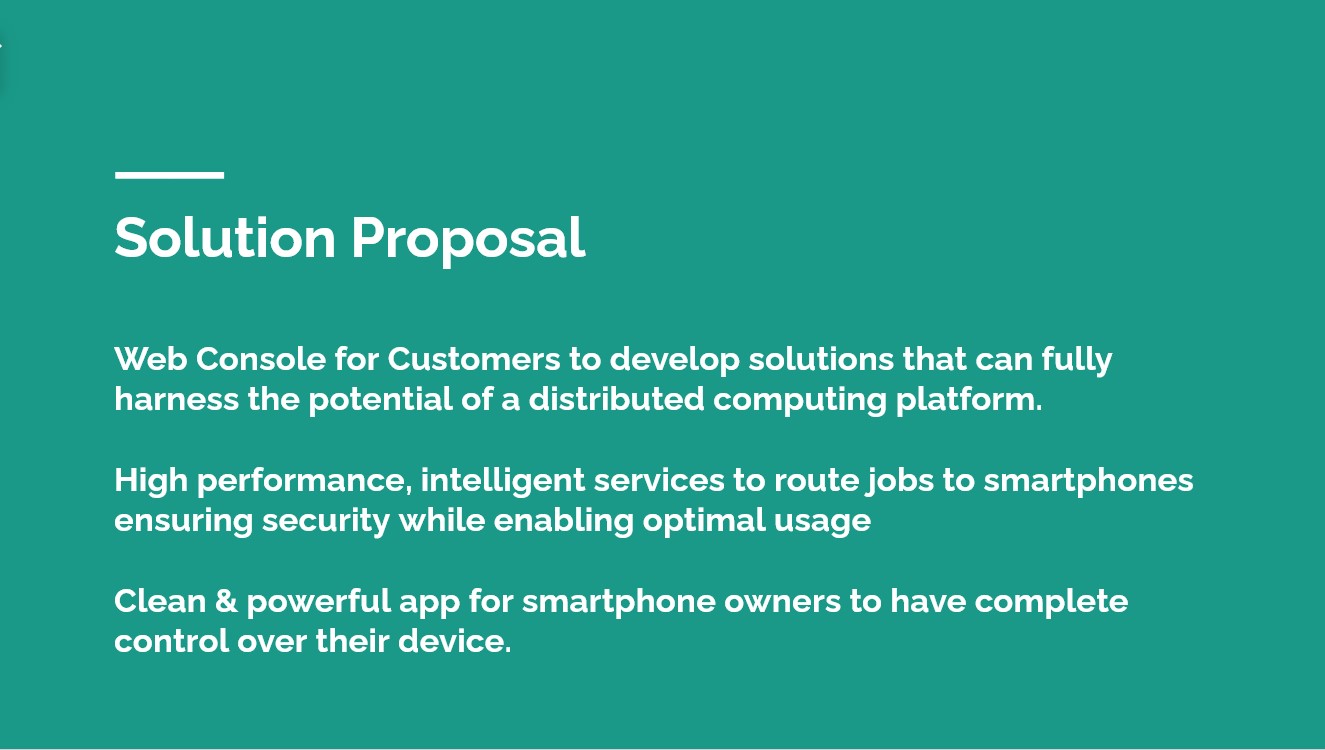 Solution Proposal
Web Console for Customers to develop solutions that can fully
harness the potential of a distributed computing platform.
High performance, intelligent services to route jobs to smartphones
ensuring security while enabling optimal usage
Clean & powerful app for smartphone owners to have complete
control over their device.